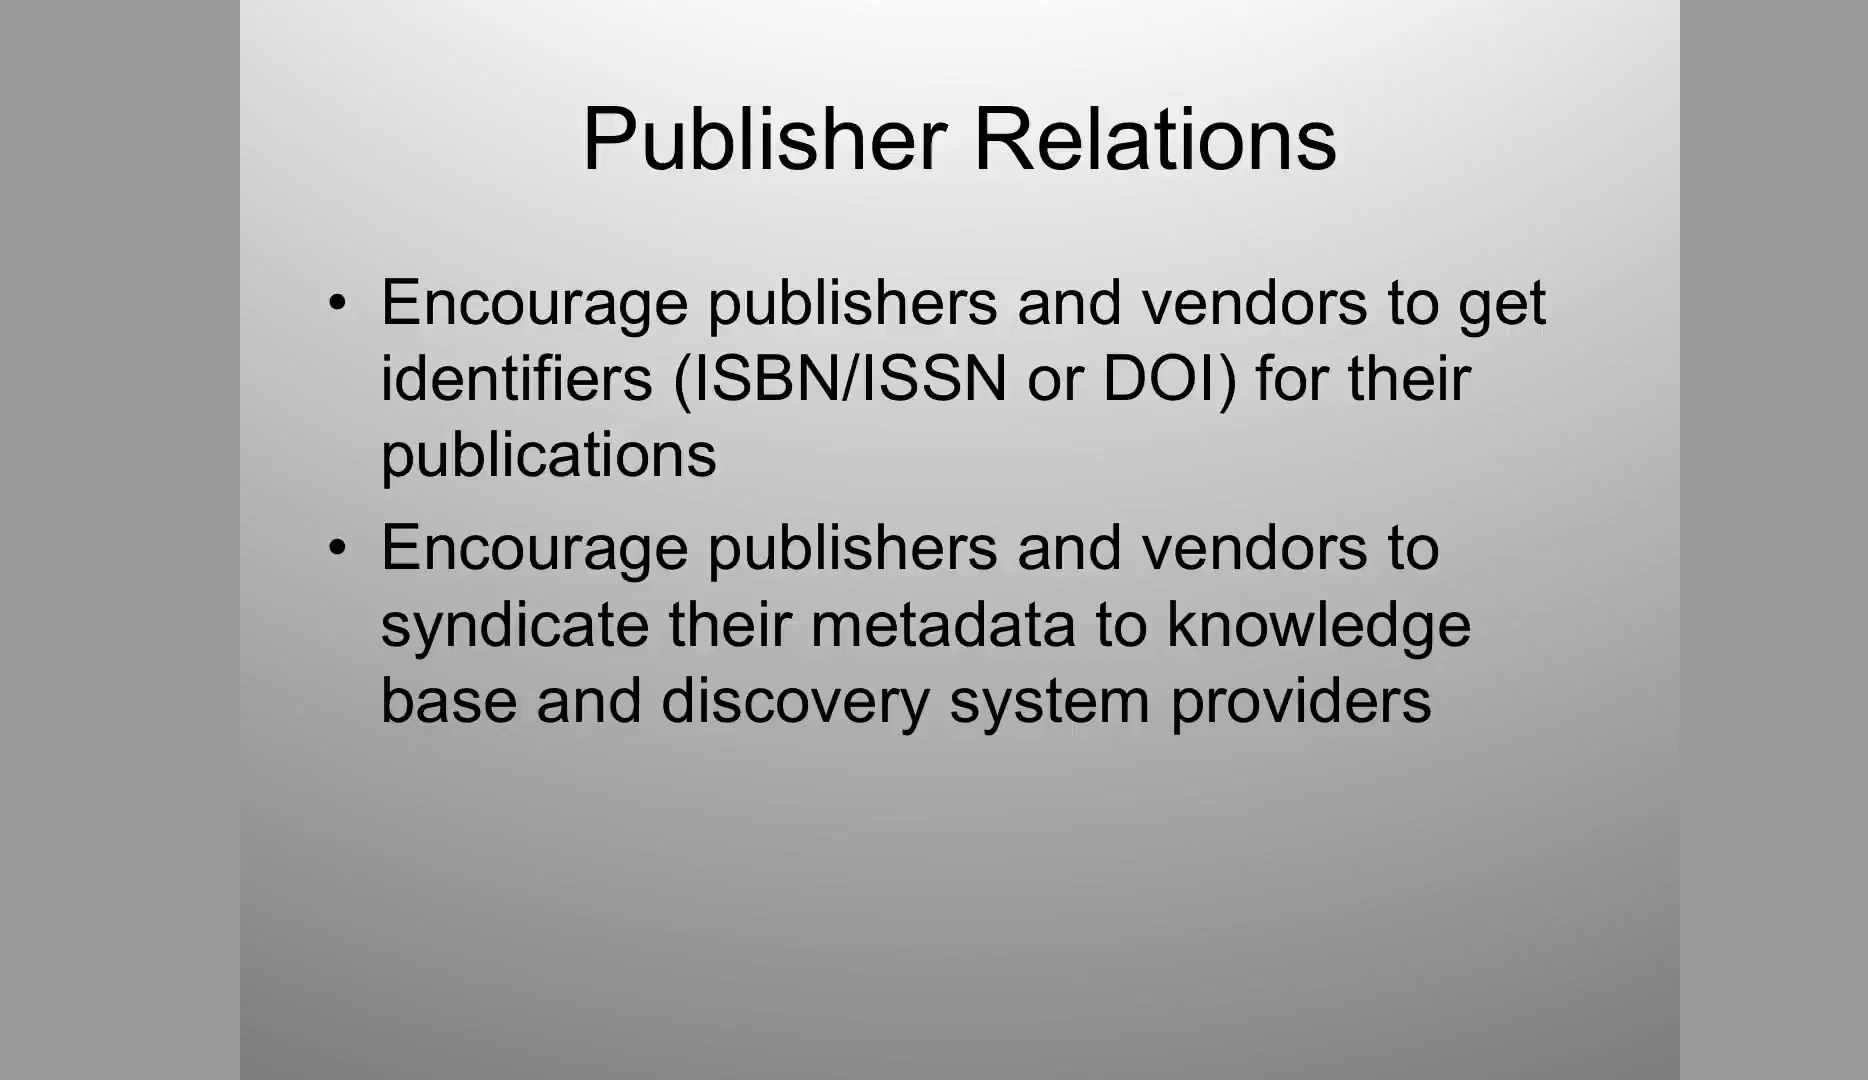 Publisher Relations
• Encourage publishers and vendors to get
identifiers (ISBN/ISSN or DOI) for their
publications
• Encourage publishers and vendors to
syndicate their metadata to knowledge
base and discovery system providers